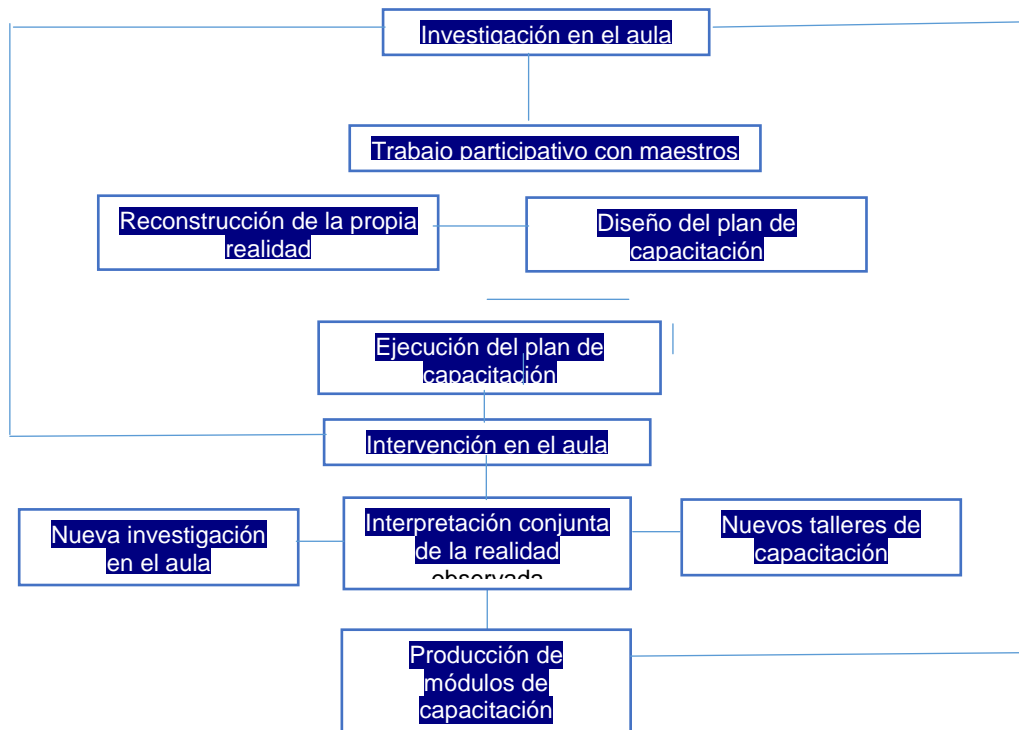 Investigación en el aula
Trabajo participativo con maestros
Reconstrucción de la propia
realidad
Diseño del plan de
capacitación
Ejecución del plan de
capacitación
Intervención en el aula
Nueva investigación
en el aula
Interpretación conjunta
de la realidad
observada
Nuevos talleres de
capacitación
Producción de
módulos de
capacitación